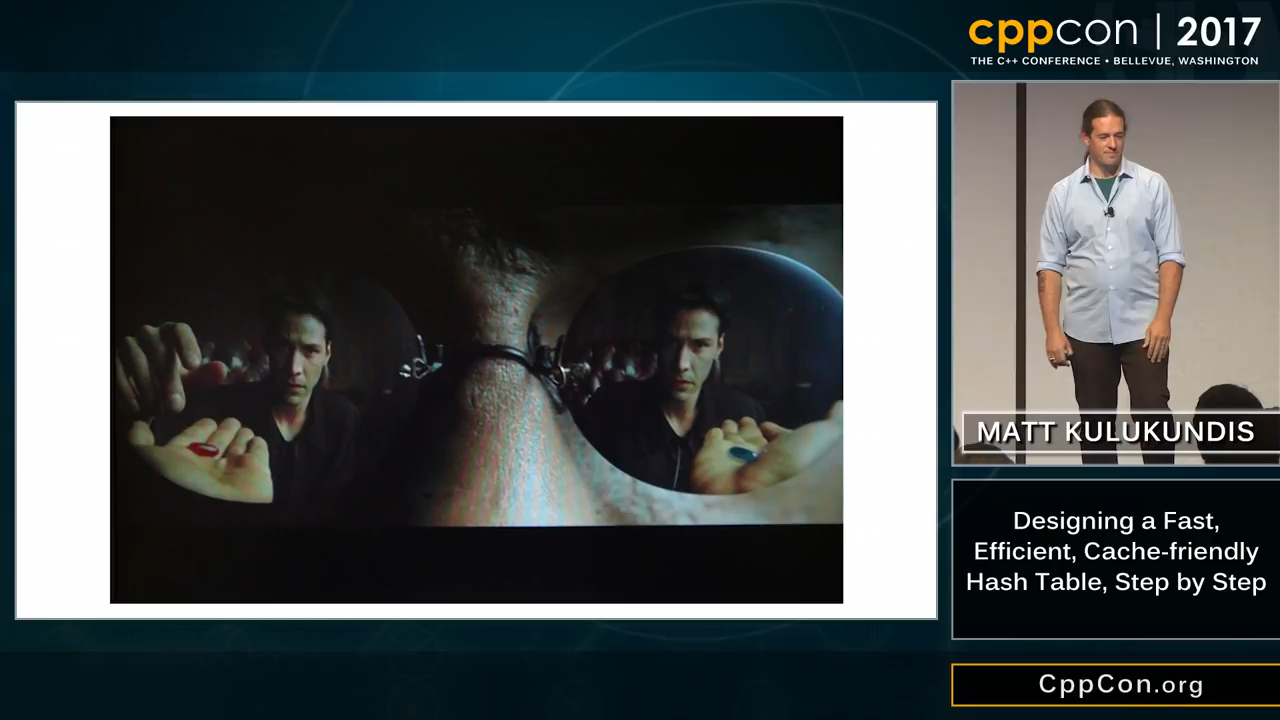 cppcon | 2017
THE C++ CONFERENCE • BELLEVUE, WASHINGTON
MATT KULUKUNDIS
Designing a Fast,
Efficient, Cache-friendly
Hash Table, Step by Step
CppCon.org